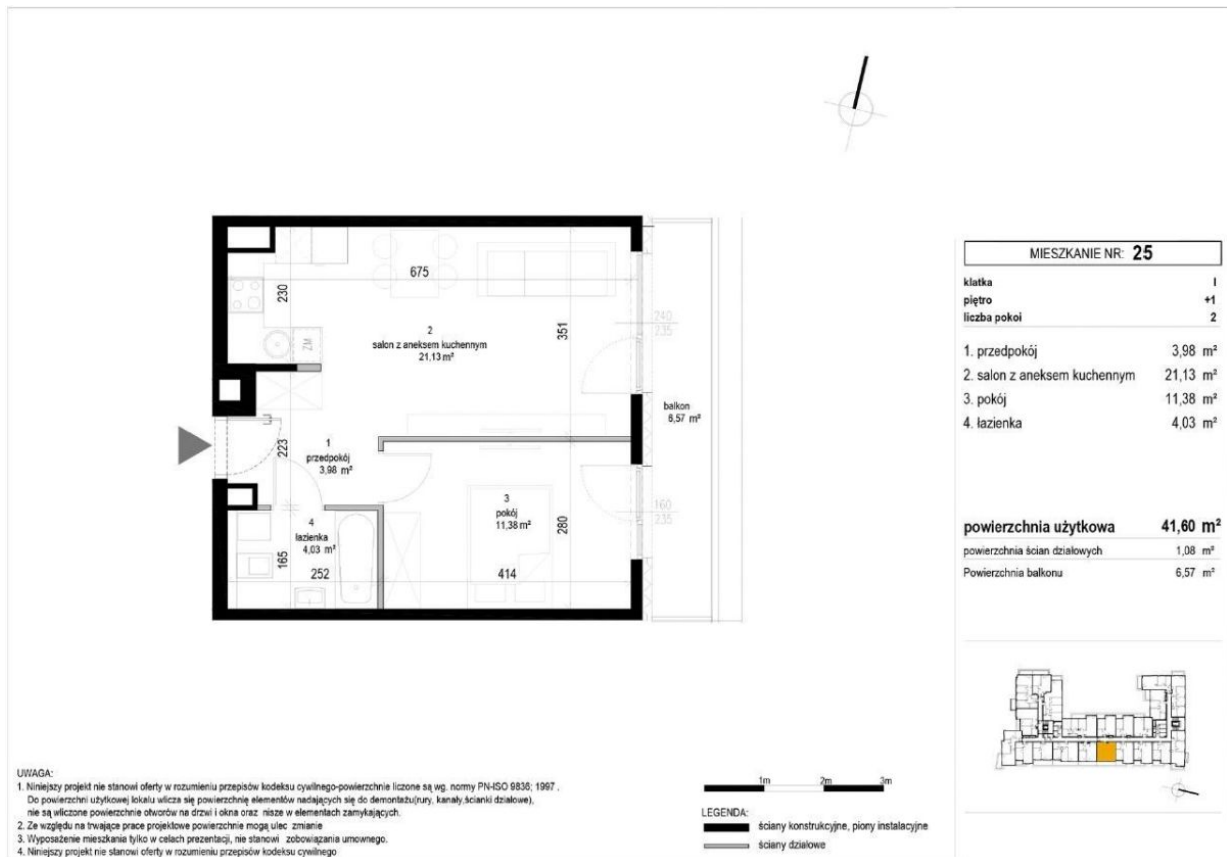 MIESZKANIE NR: 25
klatka I
piętro +1
liczba pokoi 2
1. przedpokój 3,98 m²
2. salon z aneksem kuchennym 21,13 m²
3. pokój 11,38 m²
4. łazienka 4,03 m²
powierzchnia użytkowa 41,60 m²
powierzchnia ścian działowych 1,08 m²
Powierzchnia balkonu 6,57 m²
675
230
2
salon z aneksem kuchennym
21,13 m²
351
ZM
240
235
balkon
6,57 m²
223
1
przedpokój
3,98 m²
3
pokój
11,38 m²
280
160
235
4
łazienka
4,03 m²
165
252
414
1m 2m 3m
LEGENDA:
ściany konstrukcyjne, piony instalacyjne
ściany działowe
UWAGA:
1. Niniejszy projekt nie stanowi oferty w rozumieniu przepisów kodeksu cywilnego-powierzchnie liczone są wg. normy PN-ISO 9836; 1997 .
Do powierzchni użytkowej lokalu wlicza się powierzchnię elementów nadających się do demontażu(rury, kanały,ścianki działowe),
nie są wliczone powierzchnie otworów na drzwi i okna oraz nisze w elementach zamykających.
2. Ze względu na trwające prace projektowe powierzchnie mogą ulec zmianie
3. Wyposażenie mieszkania tylko w celach prezentacji, nie stanowi zobowiązania umownego.
4. Niniejszy projekt nie stanowi oferty w rozumieniu przepisów kodeksu cywilnego